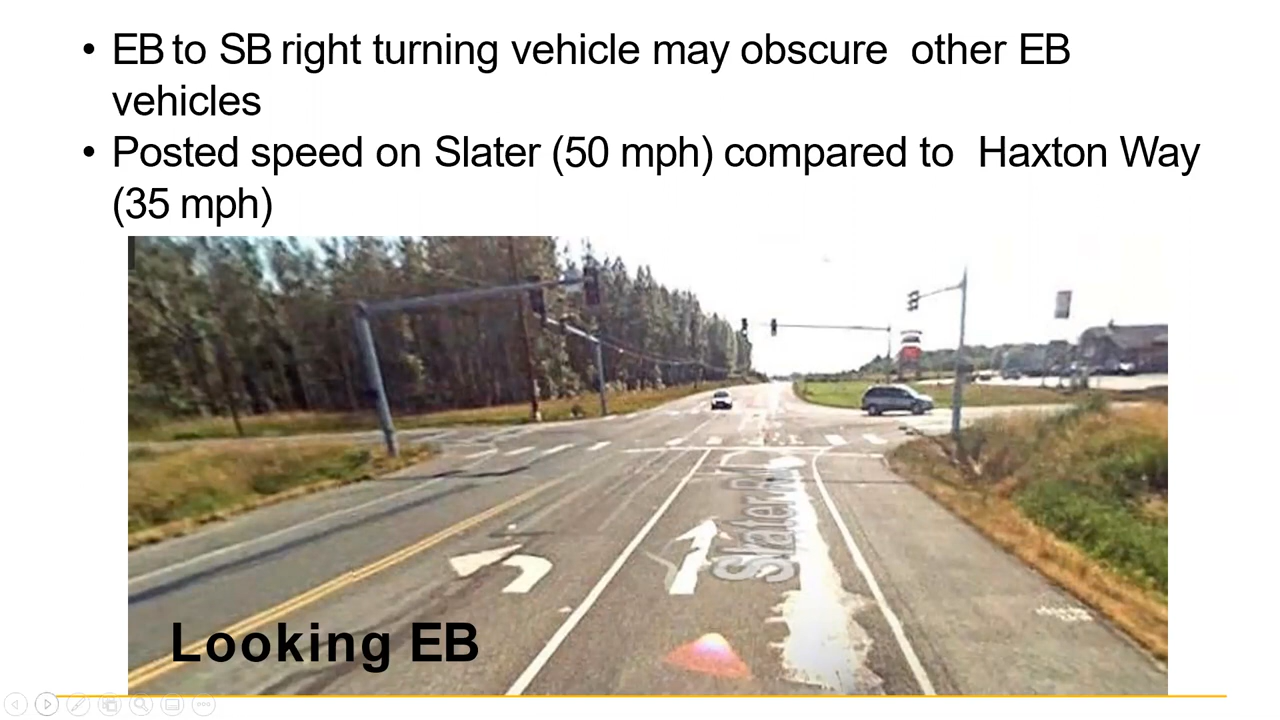 • EB to SB right turning vehicle may obscure other EB
vehicles
• Posted speed on Slater (50 mph) compared to Haxton Way
(35 mph)
Slater Rd
Looking EB